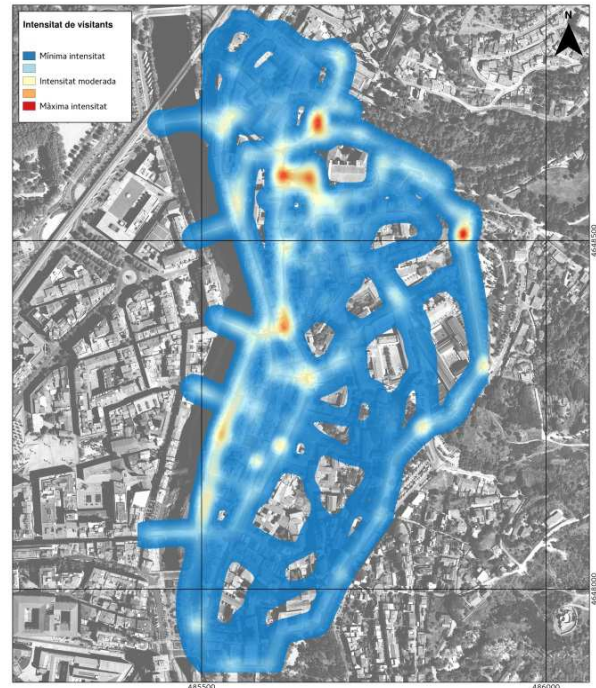 Intensitat de visitants
Mínima intensitat
Intensitat moderada
Màxima intensitat
N
4648500
4648000
485500
486000